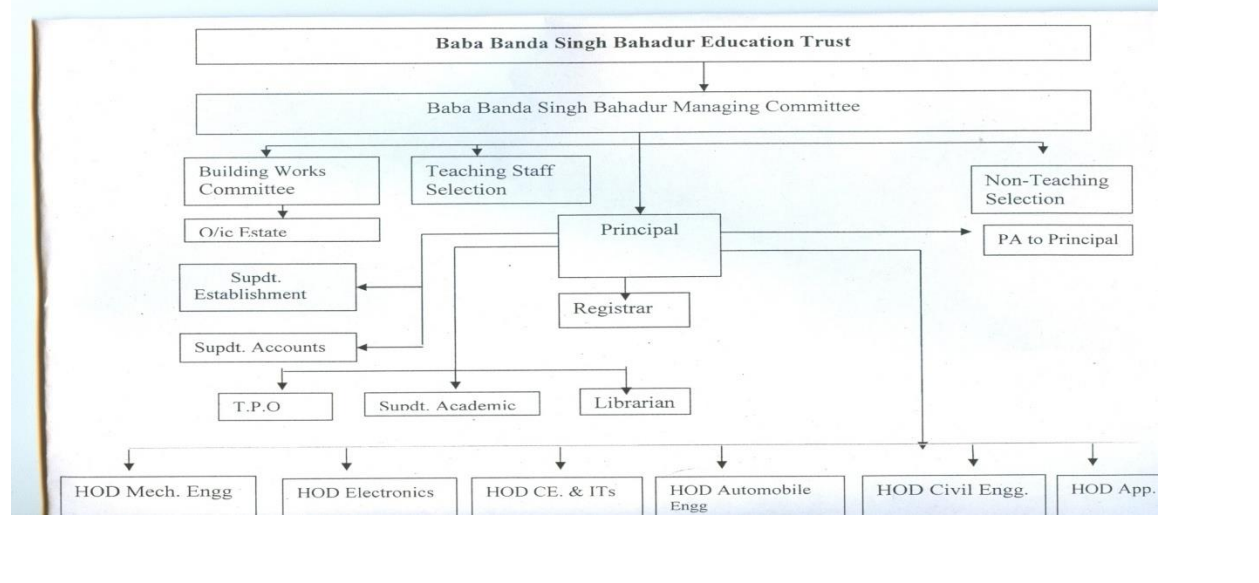 Baba Banda Singh Bahadur Education Trust
Baba Banda Singh Bahadur Managing Committee
Building Works
Committee
Teaching Staff
Selection
Non-Teaching
Selection
O/ic Estate
Principal
PA to Principal
Supdt.
Establishment
Registrar
Supdt. Accounts
T.P.O
Sundt. Academic
Librarian
HOD Mech. Engg
HOD Electronics
HOD CE. & ITs
HOD Automobile
Engg
HOD Civil Engg.
HOD App.